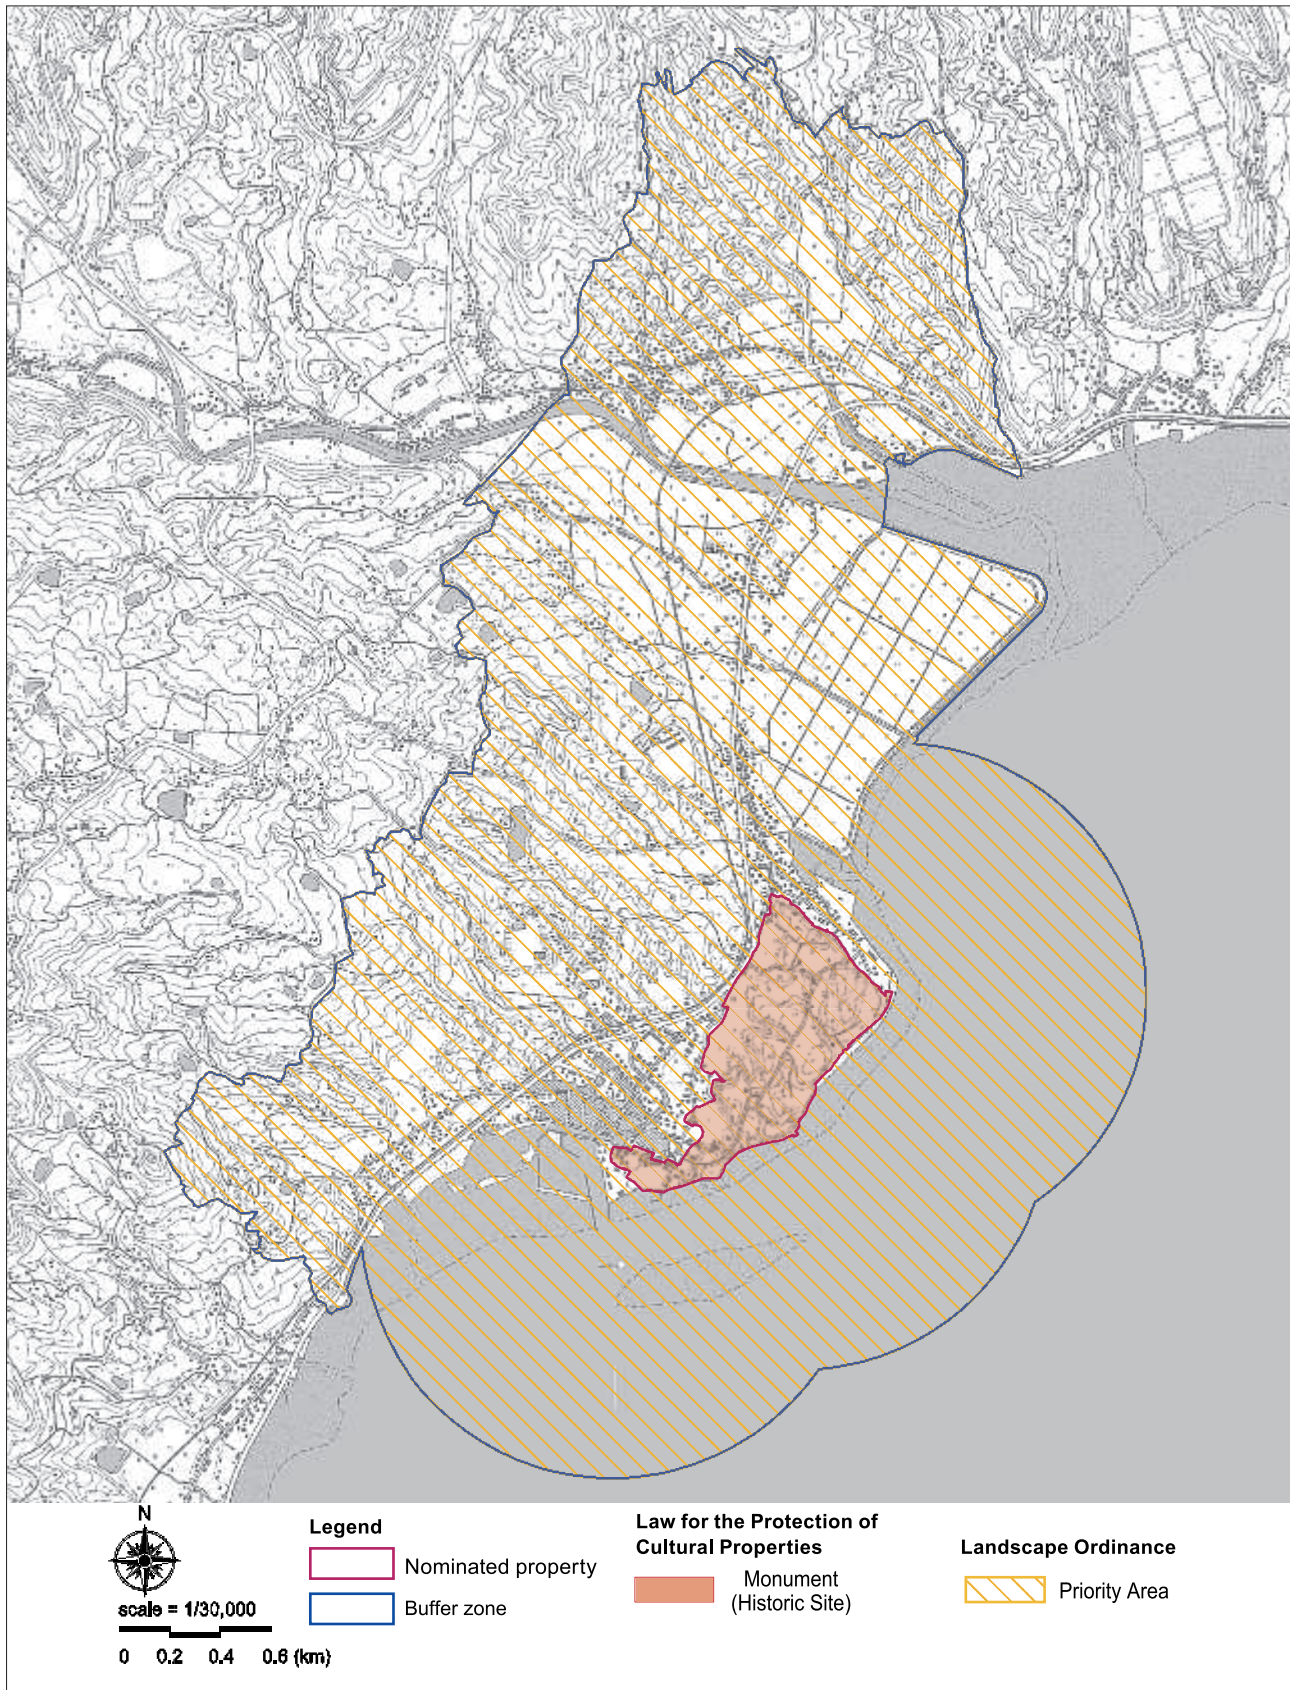 N
scale = 1/30,000
0 0.2 0.4 0.6 (km)
Legend
Nominated property
Buffer zone
Law for the Protection of
Cultural Properties
Monument
(Historic Site)
Landscape Ordinance
Priority Area